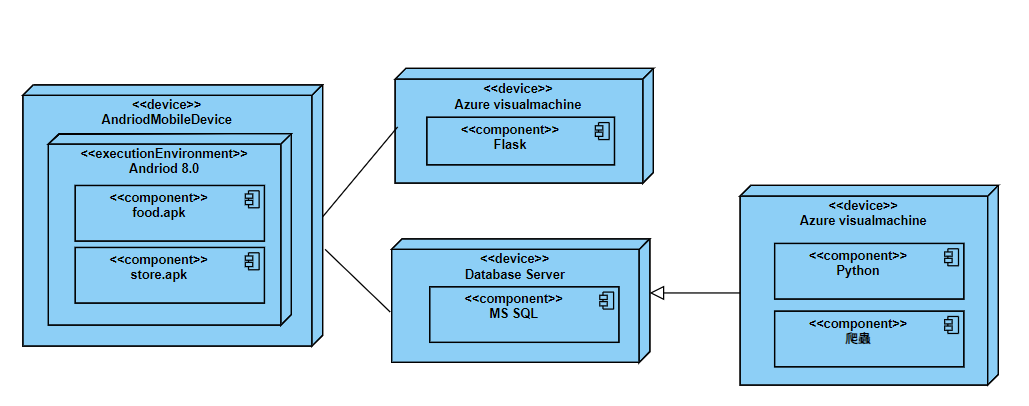 <<device>>
AndriodMobileDevice
<<executionEnvironment>>
Andriod 8.0
<<component>>
food.apk
<<component>>
store.apk
<<device>>
Azure visualmachine
<<component>>
Flask
<<device>>
Database Server
<<component>>
MS SQL
<<device>>
Azure visualmachine
<<component>>
Python
<<component>>
爬蟲